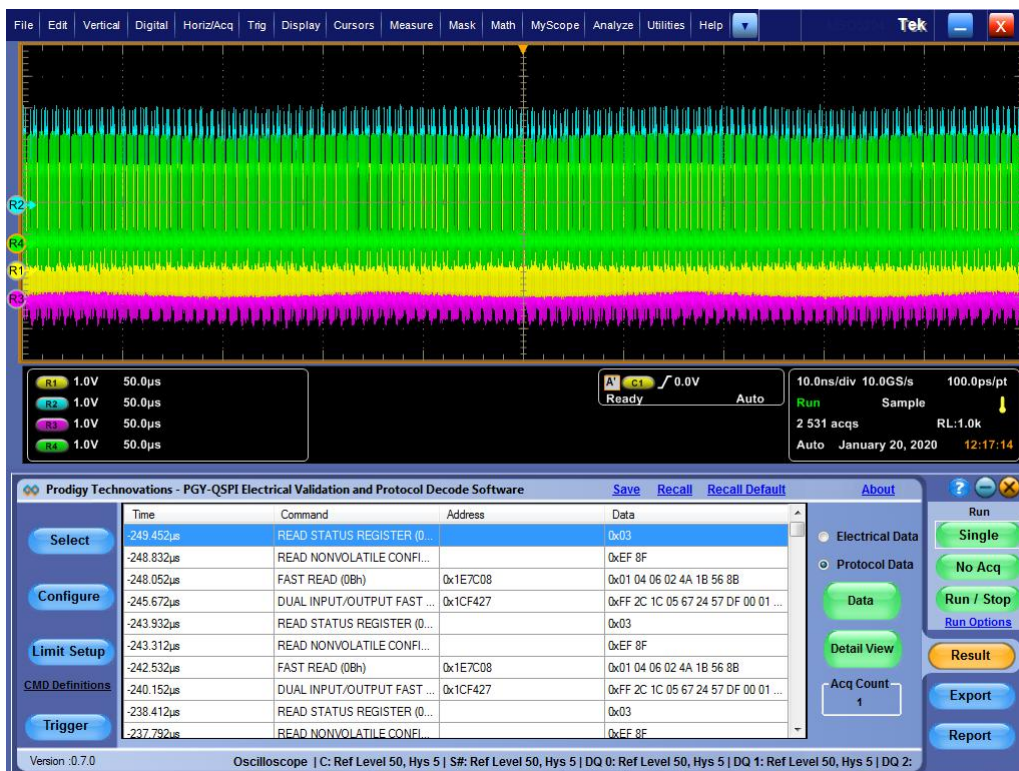 File Edit Vertical Digital Horiz/Acq Trig Display Cursors Measure Mask Math MyScope Analyze Utilities Help Tek X
R2
R4
R1
R3
R1 1.0V 50.0µs
R2 1.0V 50.0µs
R3 1.0V 50.0µs
R4 1.0V 50.0µs
A' C1 0.0V
Ready Auto
10.0ns/div 10.0GS/s 100.0ps/pt
Run Sample
2 531 acqs RL:1.0k
Auto January 20, 2020 12:17:14
Prodigy Technovations - PGY-QSPI Electrical Validation and Protocol Decode Software Save Recall Recall Default About ?
Select
Configure
Limit Setup
CMD Definitions
Trigger
Time Command Address Data
-249.452µs READ STATUS REGISTER (0... 0x03
-248.832µs READ NONVOLATILE CONFI... 0xEF 8F
-248.052µs FAST READ (0Bh) 0x1E7C08 0x01 04 06 02 4A 1B 56 8B
-245.672µs DUAL INPUT/OUTPUT FAST ... 0x1CF427 0xFF 2C 1C 05 67 24 57 DF 00 01 ...
-243.932µs READ STATUS REGISTER (0... 0x03
-243.312µs READ NONVOLATILE CONFI... 0xEF 8F
-242.532µs FAST READ (0Bh) 0x1E7C08 0x01 04 06 02 4A 1B 56 8B
-240.152µs DUAL INPUT/OUTPUT FAST ... 0x1CF427 0xFF 2C 1C 05 67 24 57 DF 00 01 ...
-238.412µs READ STATUS REGISTER (0... 0x03
-237.792µs READ NONVOLATILE CONFI... 0xEF 8F
Electrical Data
Protocol Data
Data
Detail View
Acq Count
1
Run
Single
No Acq
Run / Stop
Run Options
Result
Export
Report
Version :0.7.0 Oscilloscope | C: Ref Level 50, Hys 5 | S#: Ref Level 50, Hys 5 | DQ 0: Ref Level 50, Hys 5 | DQ 1: Ref Level 50, Hys 5 | DQ 2: